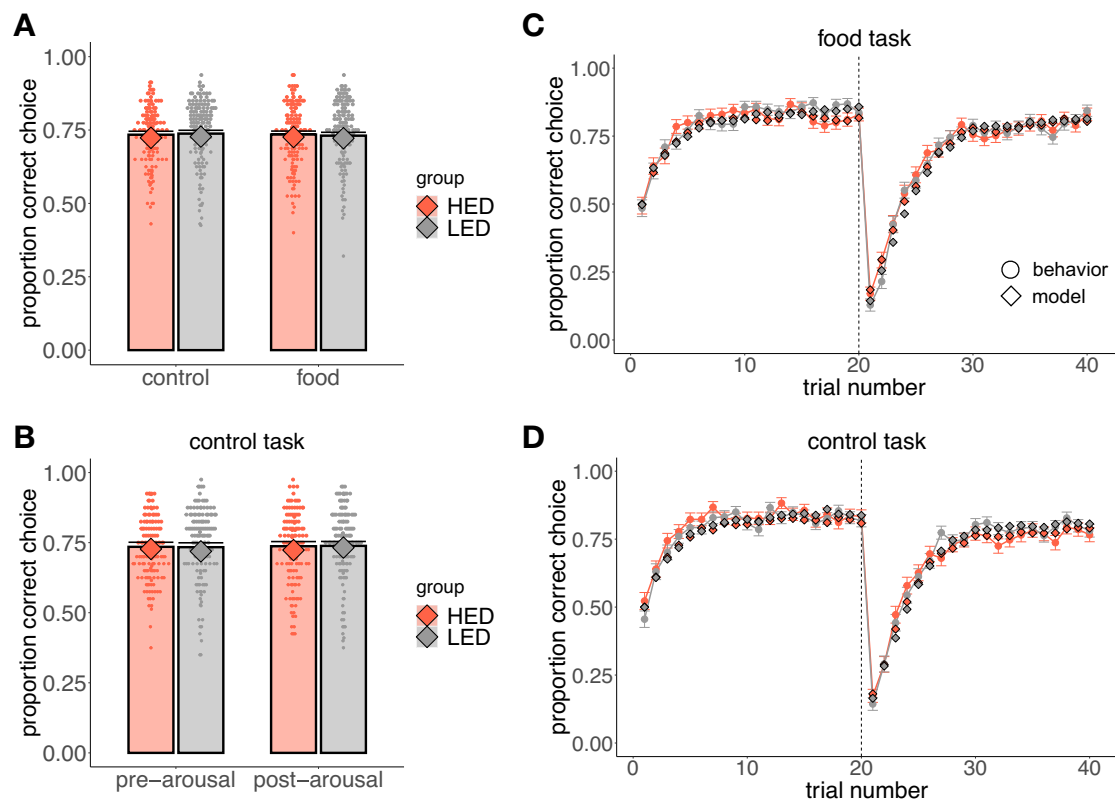 A
proportion correct choice
1.00
0.75
0.50
0.25
0.00
control
food
group
HED
LED
B
control task
proportion correct choice
1.00
0.75
0.50
0.25
0.00
pre−arousal
post−arousal
group
HED
LED
C
food task
proportion correct choice
1.00
0.75
0.50
0.25
0.00
behavior
model
0
10
20
30
40
trial number
D
control task
proportion correct choice
1.00
0.75
0.50
0.25
0.00
0
10
20
30
40
trial number